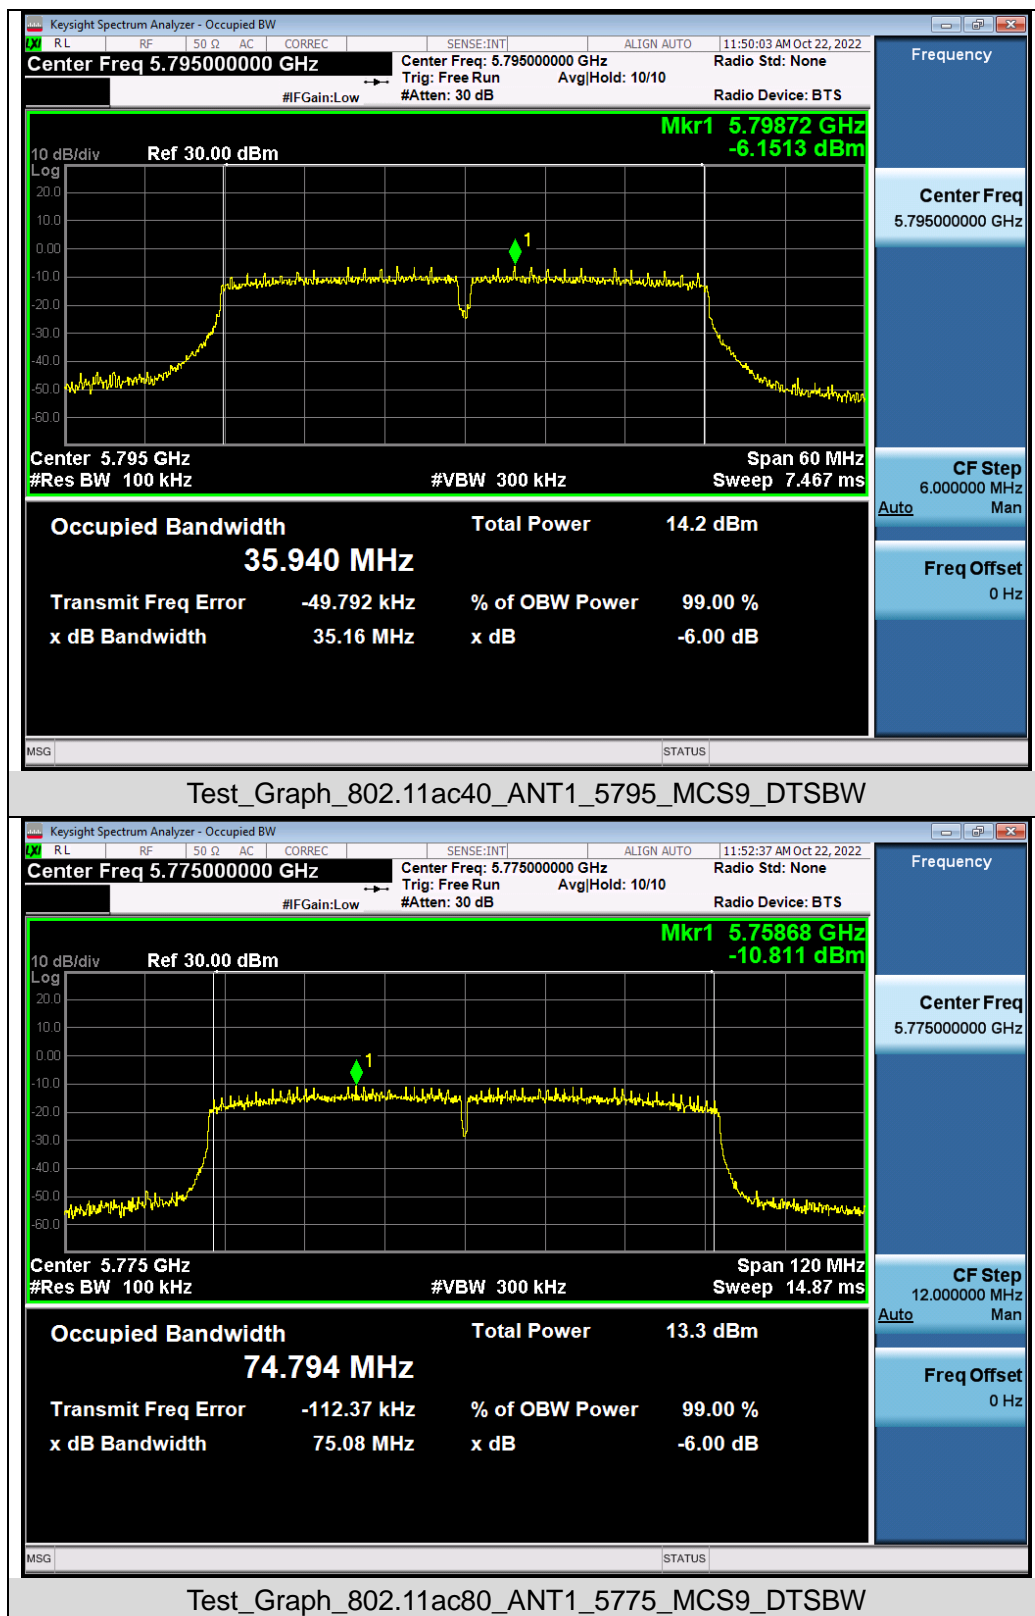 Keysight Spectrum Analyzer - Occupied BW
LXI RL RF 50 Ω AC CORREC SENSE:INT ALIGN AUTO 11:50:03 AM Oct 22, 2022
Center Freq 5.795000000 GHz
Center Freq: 5.795000000 GHz Radio Std: None
Trig: Free Run Avg|Hold: 10/10
#IFGain:Low #Atten: 30 dB Radio Device: BTS
Mkr1 5.79872 GHz
-6.1513 dBm
10 dB/div Ref 30.00 dBm
Log
20.0
10.0
0.00
-10.0
-20.0
-30.0
-40.0
-50.0
-60.0
1
Center 5.795 GHz Span 60 MHz
#Res BW 100 kHz #VBW 300 kHz Sweep 7.467 ms
Occupied Bandwidth Total Power 14.2 dBm
35.940 MHz
Transmit Freq Error -49.792 kHz % of OBW Power 99.00 %
x dB Bandwidth 35.16 MHz x dB -6.00 dB
MSG STATUS
Frequency
Center Freq
5.795000000 GHz
CF Step
6.000000 MHz
Auto Man
Freq Offset
0 Hz
Test_Graph_802.11ac40_ANT1_5795_MCS9_DTSBW
Keysight Spectrum Analyzer - Occupied BW
LXI RL RF 50 Ω AC CORREC SENSE:INT ALIGN AUTO 11:52:37 AM Oct 22, 2022
Center Freq 5.775000000 GHz
Center Freq: 5.775000000 GHz Radio Std: None
Trig: Free Run Avg|Hold: 10/10
#IFGain:Low #Atten: 30 dB Radio Device: BTS
Mkr1 5.75868 GHz
-10.811 dBm
10 dB/div Ref 30.00 dBm
Log
20.0
10.0
0.00
-10.0
-20.0
-30.0
-40.0
-50.0
-60.0
1
Center 5.775 GHz Span 120 MHz
#Res BW 100 kHz #VBW 300 kHz Sweep 14.87 ms
Occupied Bandwidth Total Power 13.3 dBm
74.794 MHz
Transmit Freq Error -112.37 kHz % of OBW Power 99.00 %
x dB Bandwidth 75.08 MHz x dB -6.00 dB
MSG STATUS
Frequency
Center Freq
5.775000000 GHz
CF Step
12.000000 MHz
Auto Man
Freq Offset
0 Hz
Test_Graph_802.11ac80_ANT1_5775_MCS9_DTSBW